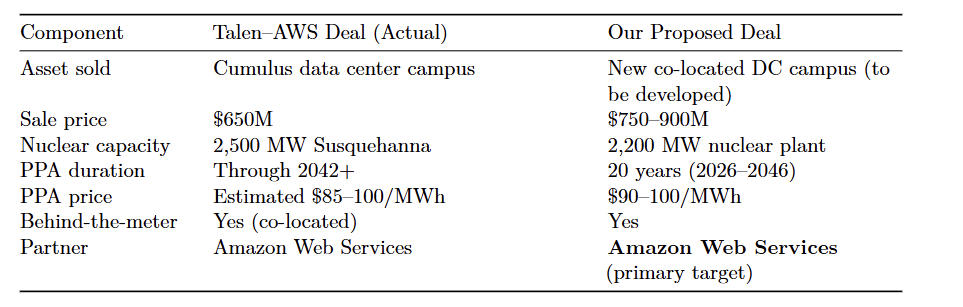 Component Talen–AWS Deal (Actual) Our Proposed Deal
Asset sold Cumulus data center campus New co-located DC campus (to
be developed)
Sale price $650M $750–900M
Nuclear capacity 2,500 MW Susquehanna 2,200 MW nuclear plant
PPA duration Through 2042+ 20 years (2026–2046)
PPA price Estimated $85–100/MWh $90–100/MWh
Behind-the-meter Yes (co-located) Yes
Partner Amazon Web Services Amazon Web Services
(primary target)